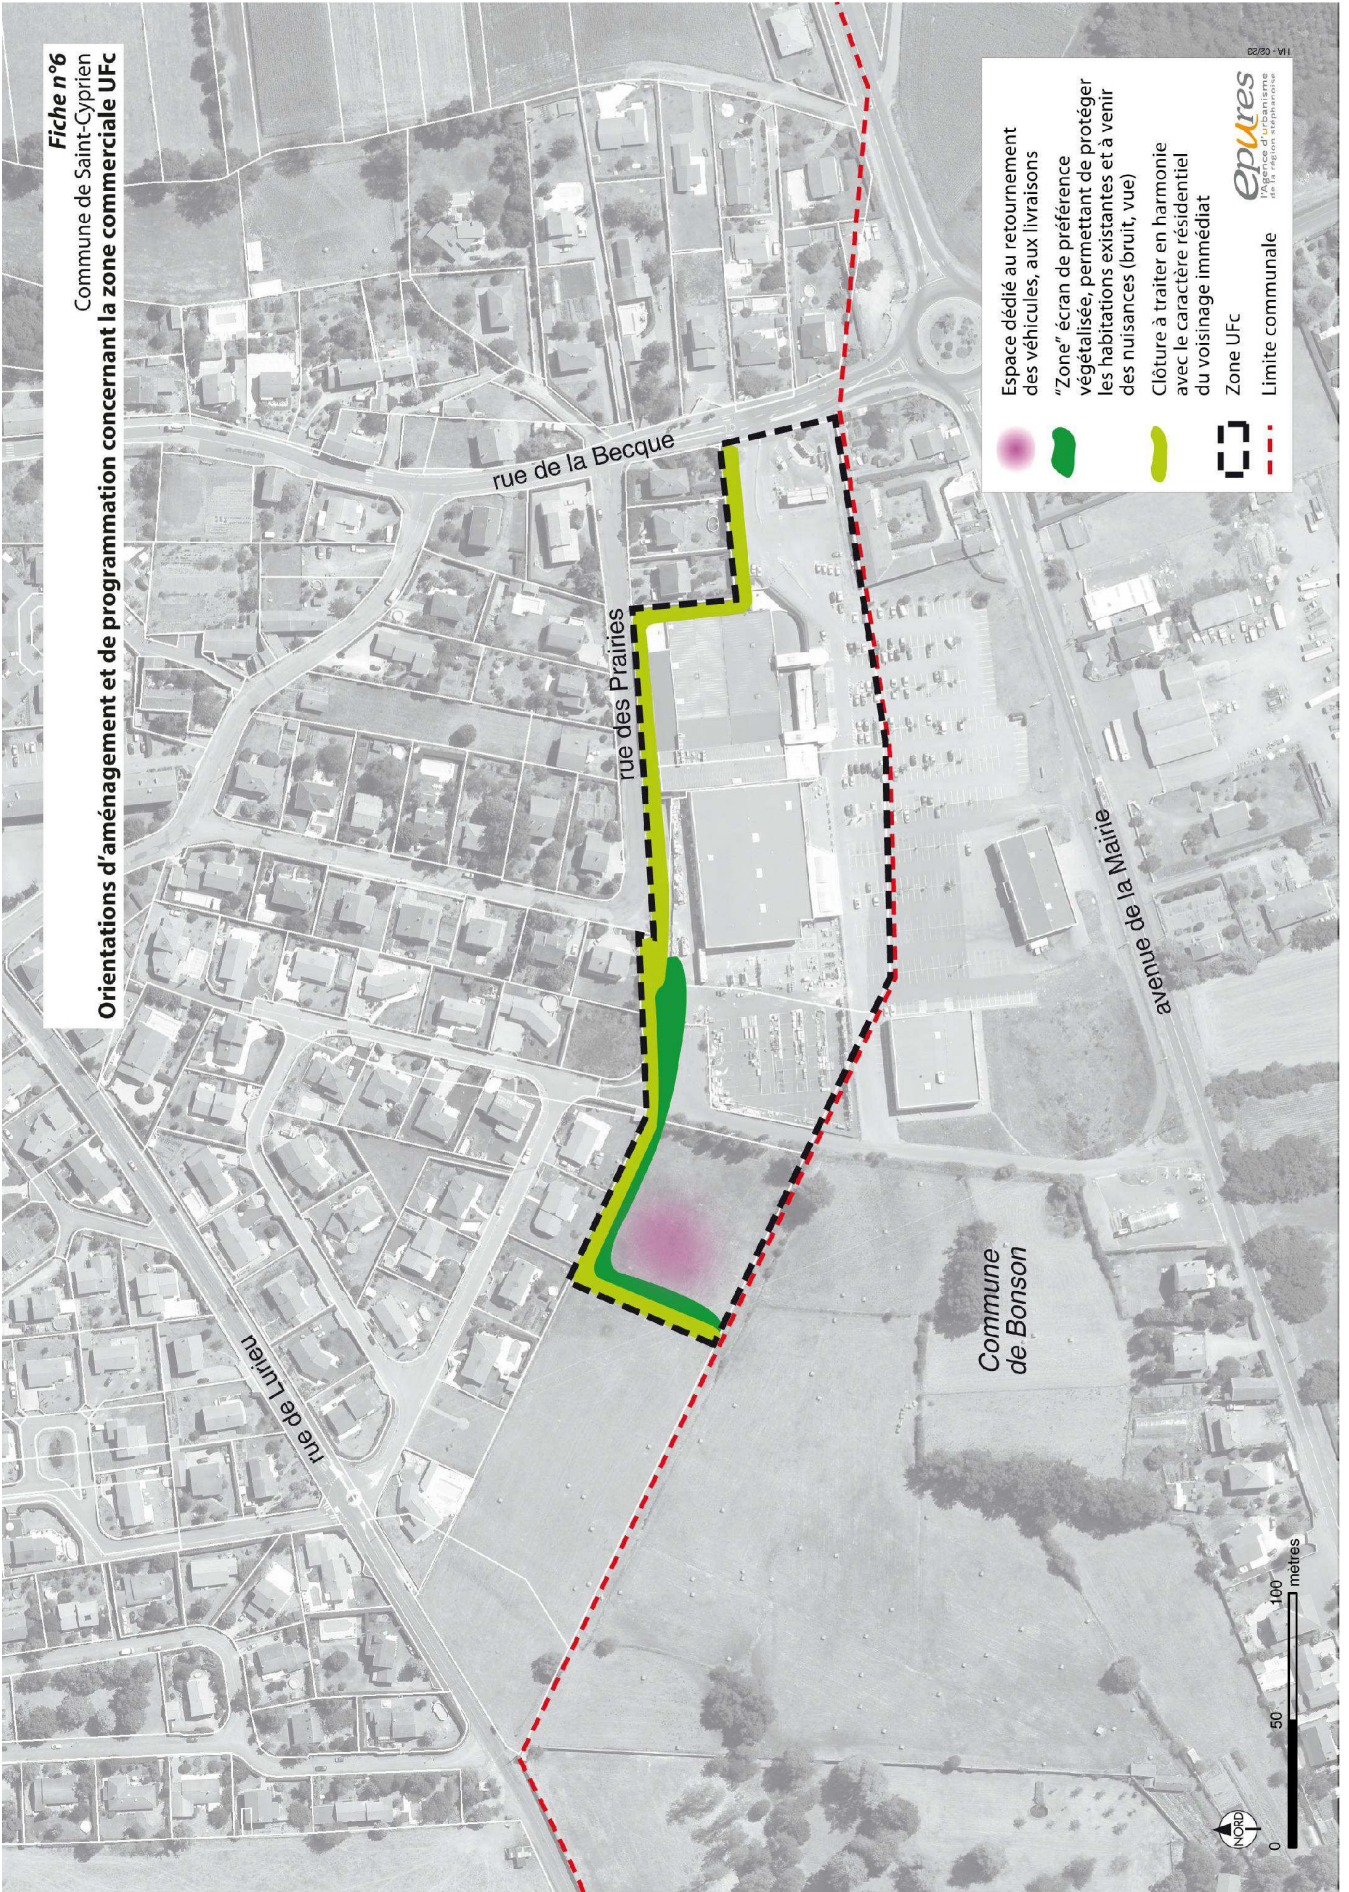 Fiche n°6
Commune de Saint-Cyprien
Orientations d'aménagement et de programmation concernant la zone commerciale UFc
rue de Lurieu
rue des Prairies
rue de la Becque
avenue de la Mairie
Commune
de Bonson
Espace dédié au retournement
des véhicules, aux livraisons
"Zone" écran de préférence
végétalisée, permettant de protéger
les habitations existantes et à venir
des nuisances (bruit, vue)
Clôture à traiter en harmonie
avec le caractère résidentiel
du voisinage immédiat
Zone UFc
Limite communale
epures
l'Agence d'urbanisme
de la région stéphanoise
HA - 02/23
NORD
0 50 100
mètres